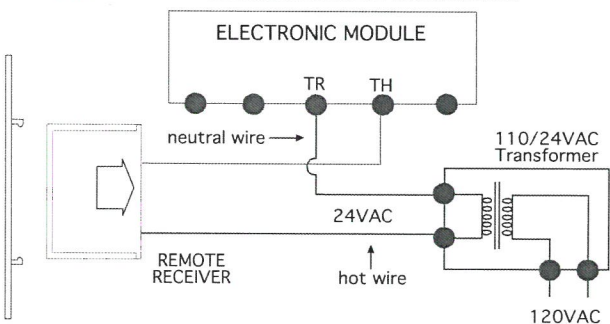 ELECTRONIC MODULE
TR TH
neutral wire
110/24VAC
Transformer
24VAC
REMOTE
RECEIVER
hot wire
120VAC